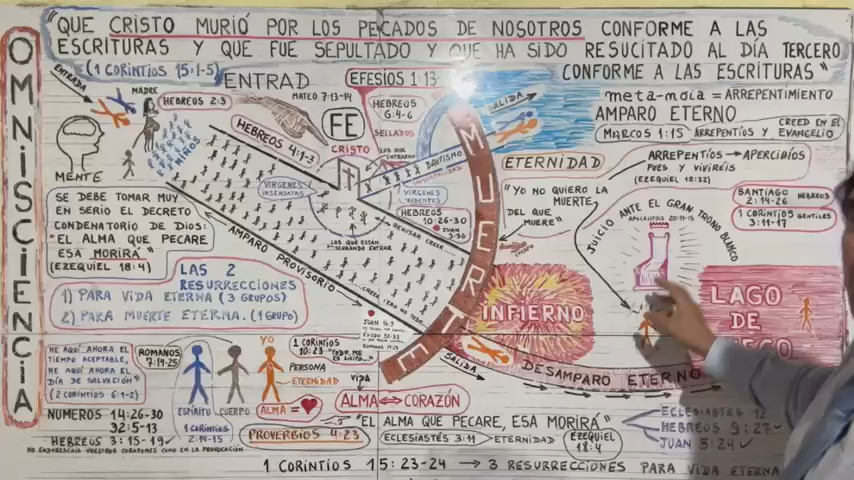 "QUE CRISTO MURIÓ POR LOS PECADOS DE NOSOTROS CONFORME A LAS
ESCRITURAS Y QUE FUE SEPULTADO Y QUE HA SIDO RESUCITADO AL DÍA TERCERO
CONFORME A LAS ESCRITURAS"
(1 CORINTIOS 15:1-5)
OMNISCIENCIA
ENTRADA
MADRE
ENTRAD
HEBREOS 2:3
MATEO 7:13-14
EFESIOS 1:13
HEBREOS
6:4-6
SELLADOS
FE
CRISTO
SALIDA
meta-moia = ARREPENTIMIENTO
AMPARO ETERNO
MARCOS 1:15
ARREPENTÍOS Y
CREED EN EL
EVANGELIO
MENTE
NIÑOS
HEBREOS 4:1-3
BAUTISMO
VIRGENES
INSENSATAS
VIRGENES
HEBREOS
10:26-30
JUAN
3:36
REHUSAN CREER
LOS QUE ESTAN
ENTRAR
AMPARO PROVISORIO
MUERTE
ETERNIDAD
"YO NO QUIERO LA
MUERTE
DEL QUE
MUERE"
ARREPENTÍOS → APERCIBÍOS
PUES Y VIVIREIS
(EZEQUIEL 18:32)
SANTIAGO
2:14-26 HEBREOS
1 CORINTIOS GENTILES
3:11-17
JUICIO ANTE EL GRAN TRONO BLANCO
APOCALIPSIS 20:11-15
SE DEBE TOMAR MUY
EN SERIO EL DECRETO
CONDENATORIO DE DIOS:
"EL ALMA QUE PECARE
ESA MORIRÁ"
(EZEQUIEL 18:4)
LAS 2
RESURRECCIONES
1) PARA VIDA ETERNA (3 GRUPOS)
2) PARA MUERTE ETERNA. (1 GRUPO)
INFIERNO
LAGO
DE
SALIDA
DESAMPARO ETERNO
HE AQUÍ AHORA EL
TIEMPO ACEPTABLE,
HE AQUÍ AHORA EL
DÍA DE SALVACIÓN"
(2 CORINTIOS 6:1-2)
ROMANOS
7:14-25
YO
ESPÍRITU
CUERPO
ALMA =
1 CORINTIOS
2:14-15
1 CORINTIOS
10:23
PERSONA
ETERNIDAD
VIDA
ALMA ↔ CORAZÓN
PROVERBIOS 4:23
NUMEROS 14:26-30
32:5-13
HEBREOS 3:15-19
"EL ALMA QUE PECARE, ESA MORIRÁ"
ECLESIASTÉS 3:11
ETERNIDAD
EZEQUIEL
18:4
ECLESIASTES 12
HEBREOS 9:27
JUAN 5:24
1 CORINTIOS 15:23-24 → 3 RESURRECCIONES PARA VIDA ETERNA